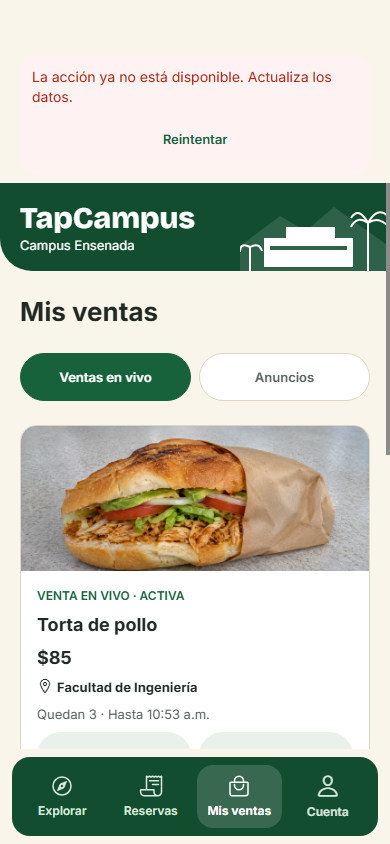 La acción ya no está disponible. Actualiza los
datos.
Reintentar
TapCampus
Campus Ensenada
Mis ventas
Ventas en vivo
Anuncios
VENTA EN VIVO · ACTIVA
Torta de pollo
$85
Facultad de Ingeniería
Quedan 3 · Hasta 10:53 a.m.
Explorar
Reservas
Mis ventas
Cuenta